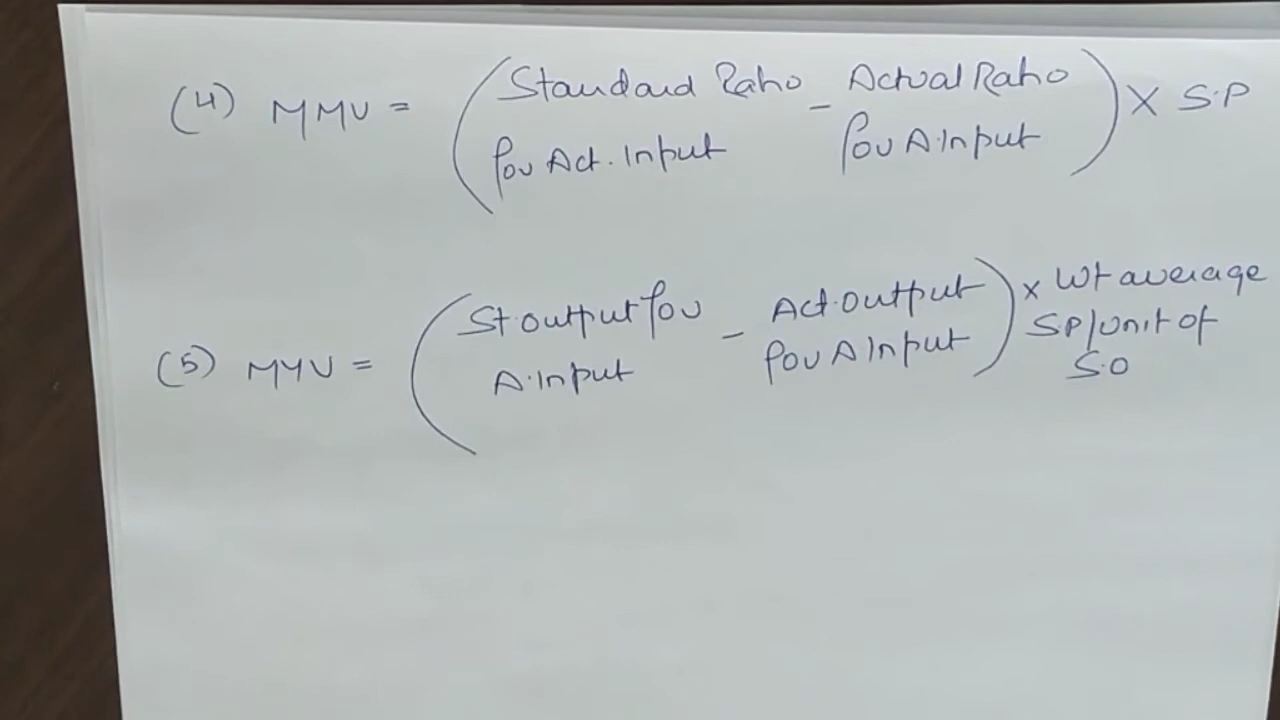 (4) MMV = (Standard Ratio for Act. Input - Actual Ratio for A.Input) X S.P
(5) MYV = (St.output for A.Input - Act.output for A Input) x Wt average SP/unit of S.O